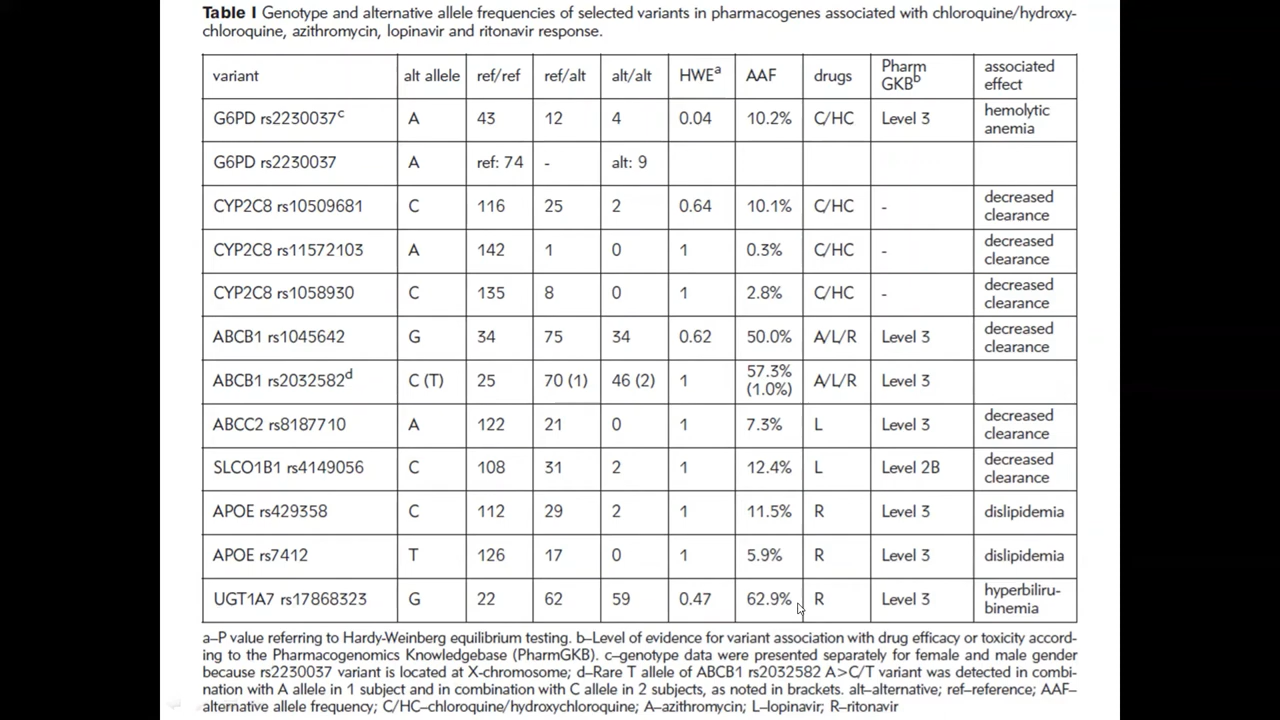 Table I Genotype and alternative allele frequencies of selected variants in pharmacogenes associated with chloroquine/hydroxy-
chloroquine, azithromycin, lopinavir and ritonavir response.
variant alt allele ref/ref ref/alt alt/alt HWEa AAF drugs Pharm GKBb associated effect
G6PD rs2230037c A 43 12 4 0.04 10.2% C/HC Level 3 hemolytic anemia
G6PD rs2230037 A ref: 74 - alt: 9
CYP2C8 rs10509681 C 116 25 2 0.64 10.1% C/HC - decreased clearance
CYP2C8 rs11572103 A 142 1 0 1 0.3% C/HC - decreased clearance
CYP2C8 rs1058930 C 135 8 0 1 2.8% C/HC - decreased clearance
ABCB1 rs1045642 G 34 75 34 0.62 50.0% A/L/R Level 3 decreased clearance
ABCB1 rs2032582d C (T) 25 70 (1) 46 (2) 1 57.3% (1.0%) A/L/R Level 3
ABCC2 rs8187710 A 122 21 0 1 7.3% L Level 3 decreased clearance
SLCO1B1 rs4149056 C 108 31 2 1 12.4% L Level 2B decreased clearance
APOE rs429358 C 112 29 2 1 11.5% R Level 3 dislipidemia
APOE rs7412 T 126 17 0 1 5.9% R Level 3 dislipidemia
UGT1A7 rs17868323 G 22 62 59 0.47 62.9% R Level 3 hyperbiliru-binemia
a–P value referring to Hardy-Weinberg equilibrium testing. b–Level of evidence for variant association with drug efficacy or toxicity accord-
ing to the Pharmacogenomics Knowledgebase (PharmGKB). c–genotype data were presented separately for female and male gender
because rs2230037 variant is located at X-chromosome; d–Rare T allele of ABCB1 rs2032582 A>C/T variant was detected in combi-
nation with A allele in 1 subject and in combination with C allele in 2 subjects, as noted in brackets. alt–alternative; ref–reference; AAF–
alternative allele frequency; C/HC–chloroquine/hydroxychloroquine; A–azithromycin; L–lopinavir; R–ritonavir